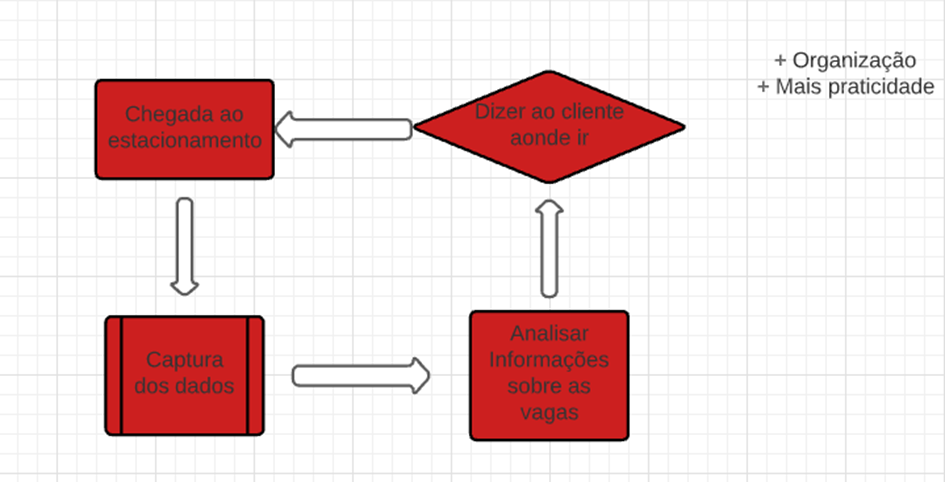 Chegada ao
estacionamento
Dizer ao cliente
aonde ir
+ Organização
+ Mais praticidade
Captura
dos dados
Analisar
Informações
sobre as
vagas